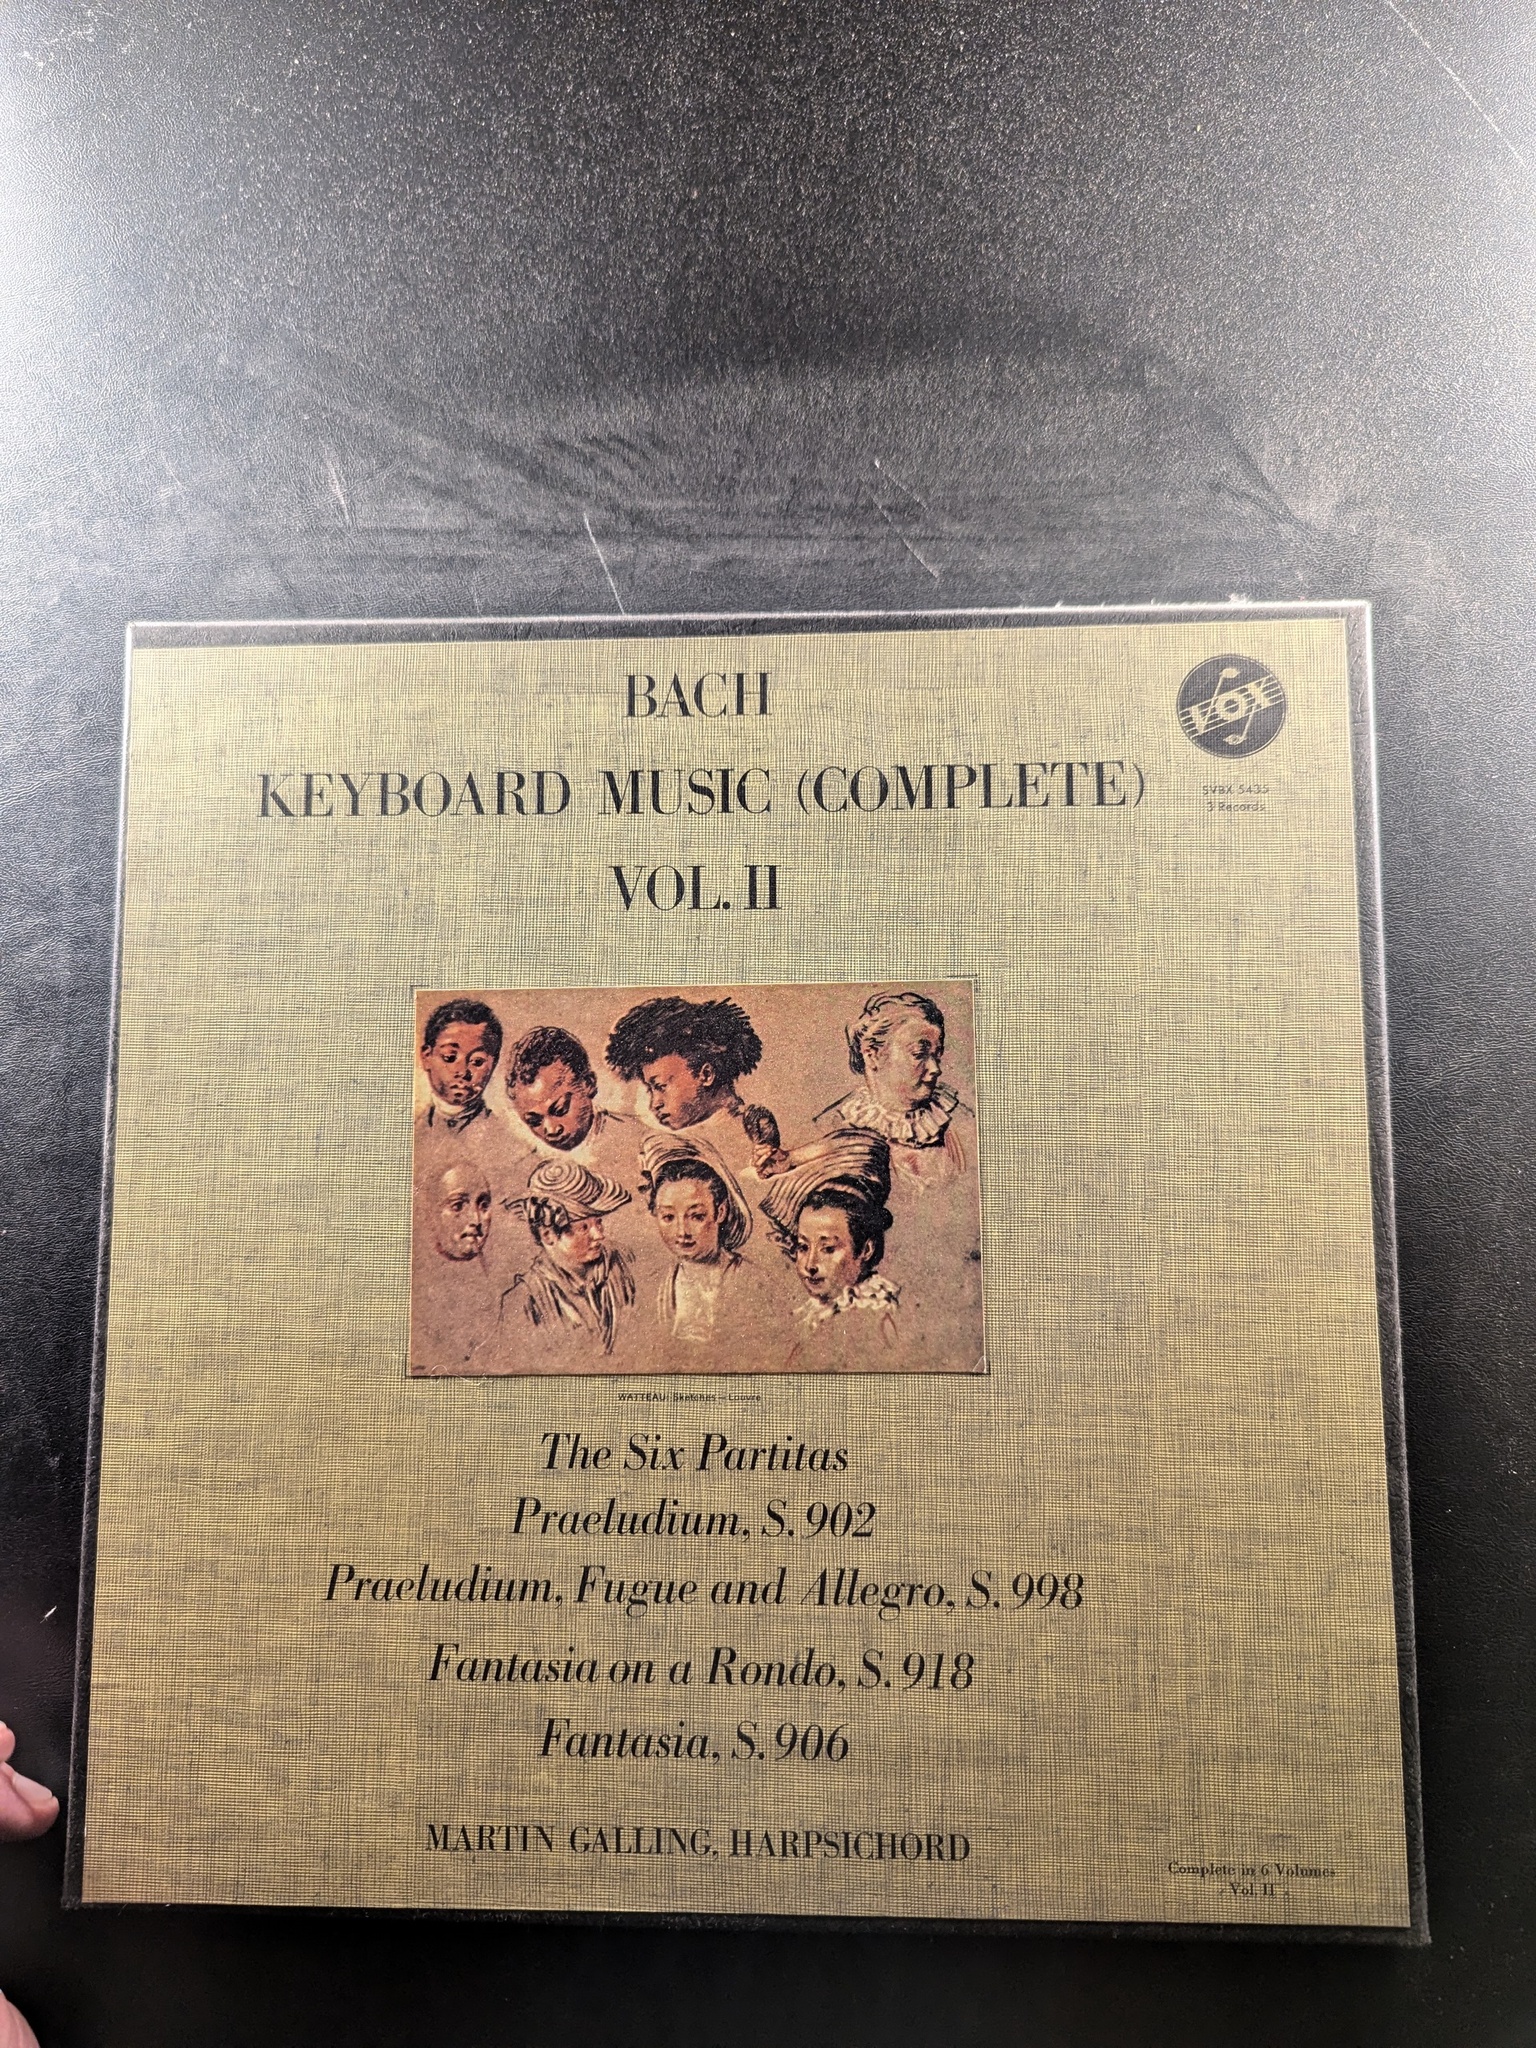 BACH
VOX
KEYBOARD MUSIC (COMPLETE)
SVBX 5435
3 Records
VOL. II
WATTEAU: Sketches – Louvre
The Six Partitas
Praeludium, S. 902
Praeludium, Fugue and Allegro, S. 998
Fantasia on a Rondo, S. 918
Fantasia, S. 906
MARTIN GALLING, HARPSICHORD
Complete in 6 Volumes
Vol. II